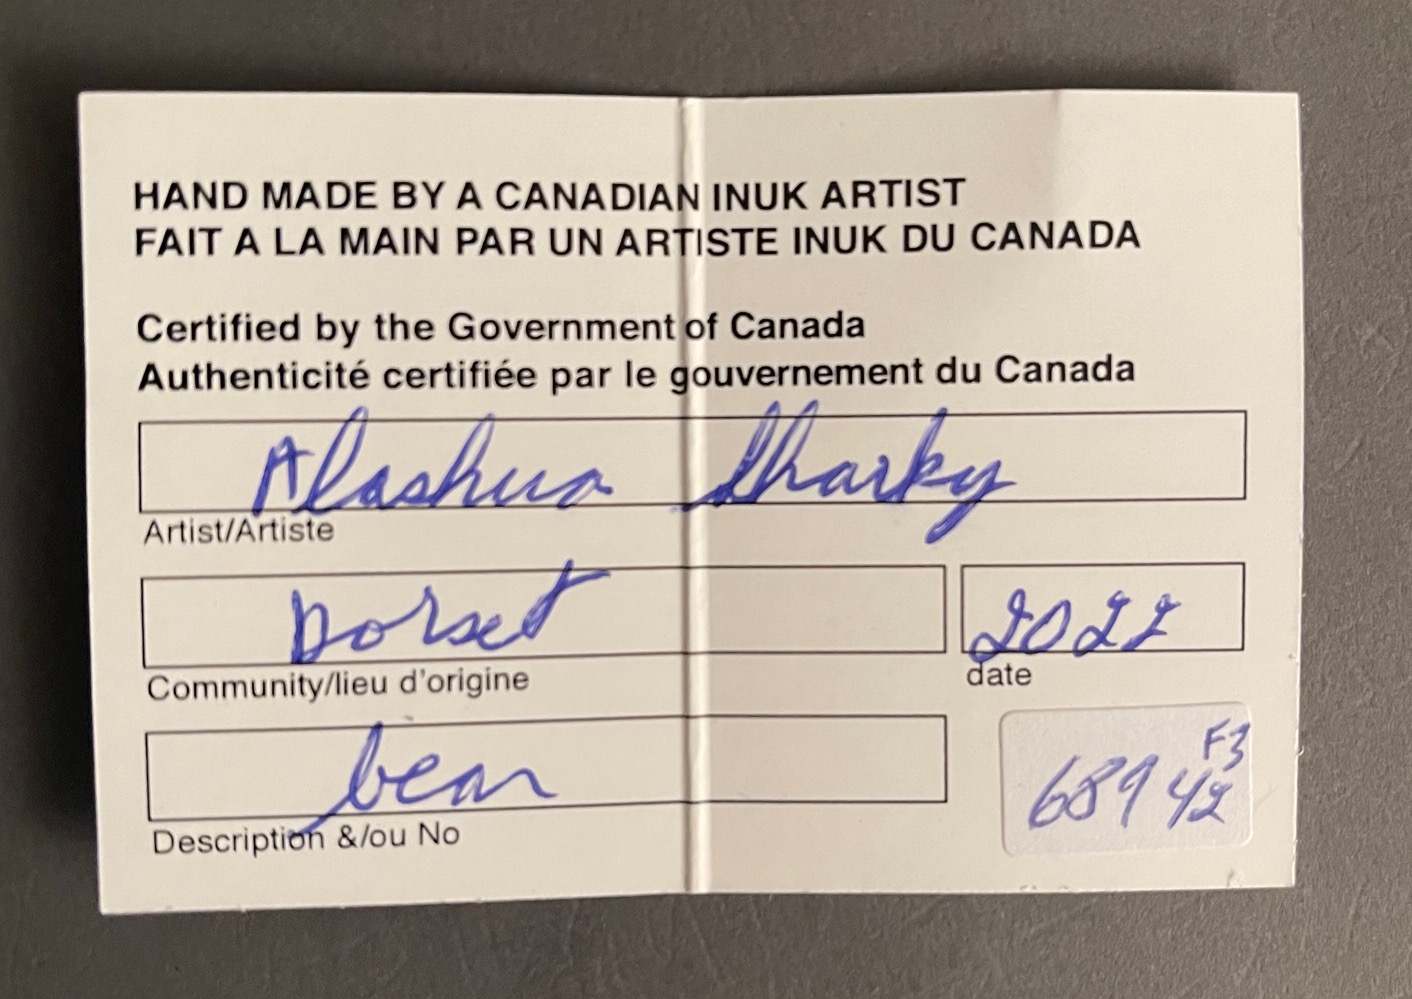 HAND MADE BY A CANADIAN INUK ARTIST
FAIT A LA MAIN PAR UN ARTISTE INUK DU CANADA
Certified by the Government of Canada
Authenticité certifiée par le gouvernement du Canada
Alashua Sharky
Artist/Artiste
Dorset
Community/lieu d'origine
2022
date
bear
Description &/ou No
F3
68942